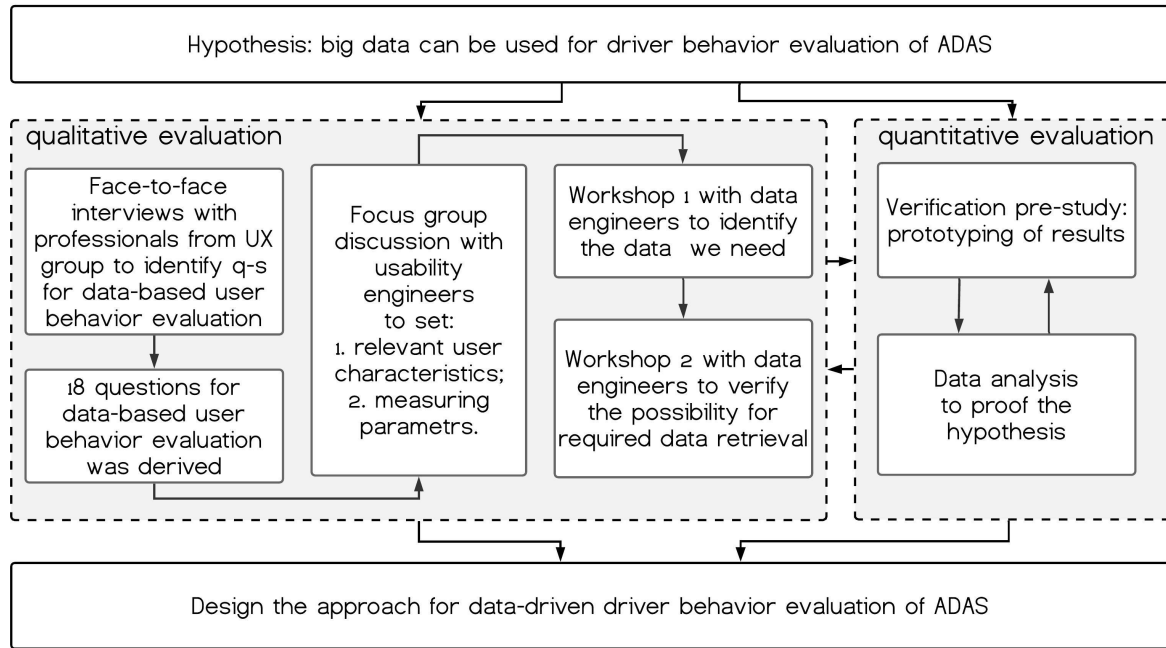 Hypothesis: big data can be used for driver behavior evaluation of ADAS
qualitative evaluation
Face-to-face
interviews with
professionals from UX
group to identify q-s
for data-based user
behavior evaluation
18 questions for
data-based user
behavior evaluation
was derived
Focus group
discussion with
usability
engineers
to set:
1. relevant user
characteristics;
2. measuring
parametrs.
Workshop 1 with data
engineers to identify
the data we need
Workshop 2 with data
engineers to verify
the possibility for
required data retrieval
quantitative evaluation
Verification pre-study:
prototyping of results
Data analysis
to proof the
hypothesis
Design the approach for data-driven driver behavior evaluation of ADAS